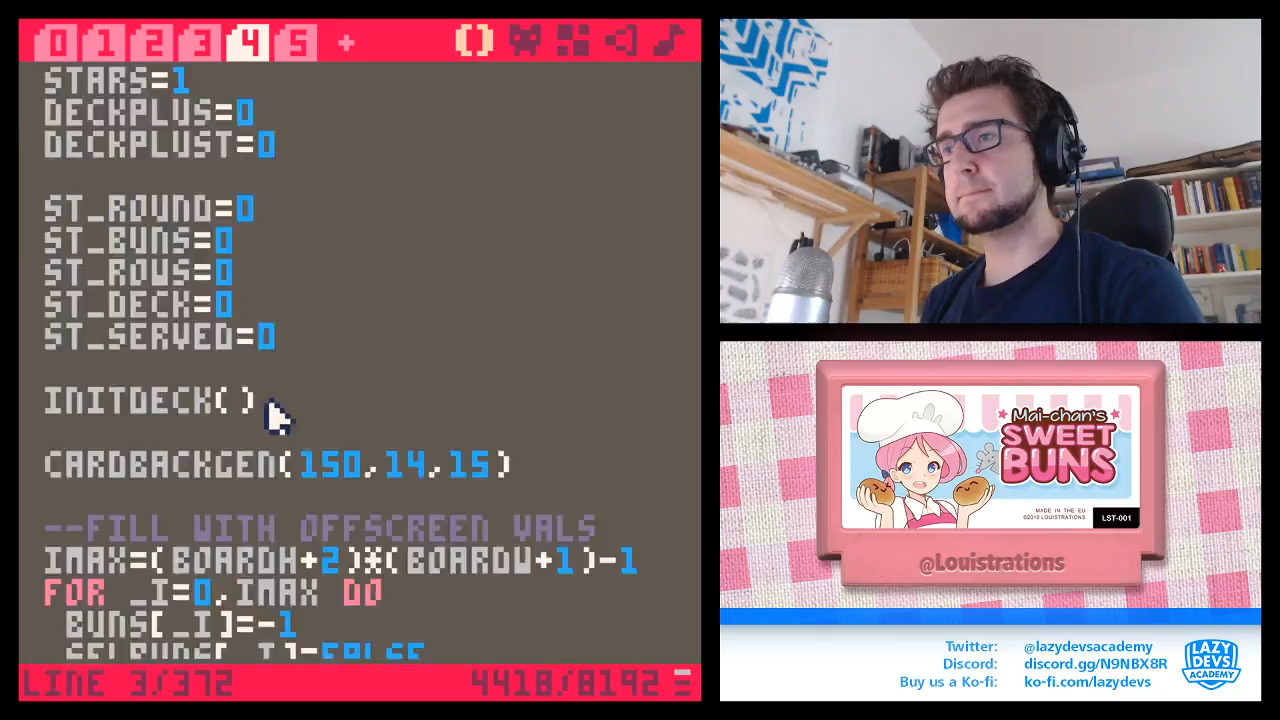 0 1 2 3 4 5 +
STARS=1
DECKPLUS=0
DECKPLUST=0
ST_ROUND=0
ST_BUNS=0
ST_ROWS=0
ST_DECK=0
ST_SERVED=0
INITDECK()
CARDBACKGEN(150,14,15)
--FILL WITH OFFSCREEN VALS
IMAX=(BOARDH+2)*(BOARDW+1)-1
FOR _I=0,IMAX DO
BUNS[_I]=-1
SELBUNS[_I]=FALSE
LINE 3/372
4418/8192
Mai-chan's
SWEET
BUNS
MADE IN THE EU
©2018 LOUISTRATIONS
LST-001
@Louistrations
Twitter: @lazydevsacademy
Discord: discord.gg/N9NBX8R
Buy us a Ko-fi: ko-fi.com/lazydevs
LAZY
DEVS
ACADEMY